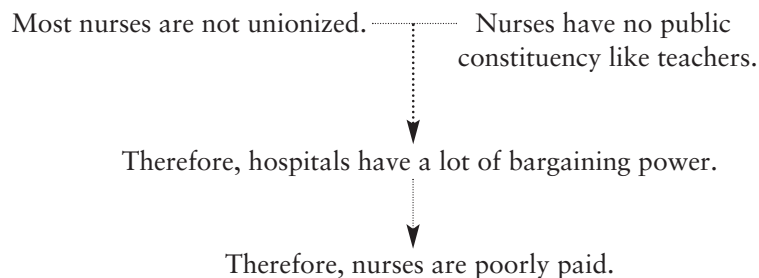 Most nurses are not unionized.
Nurses have no public
constituency like teachers.
Therefore, hospitals have a lot of bargaining power.
Therefore, nurses are poorly paid.